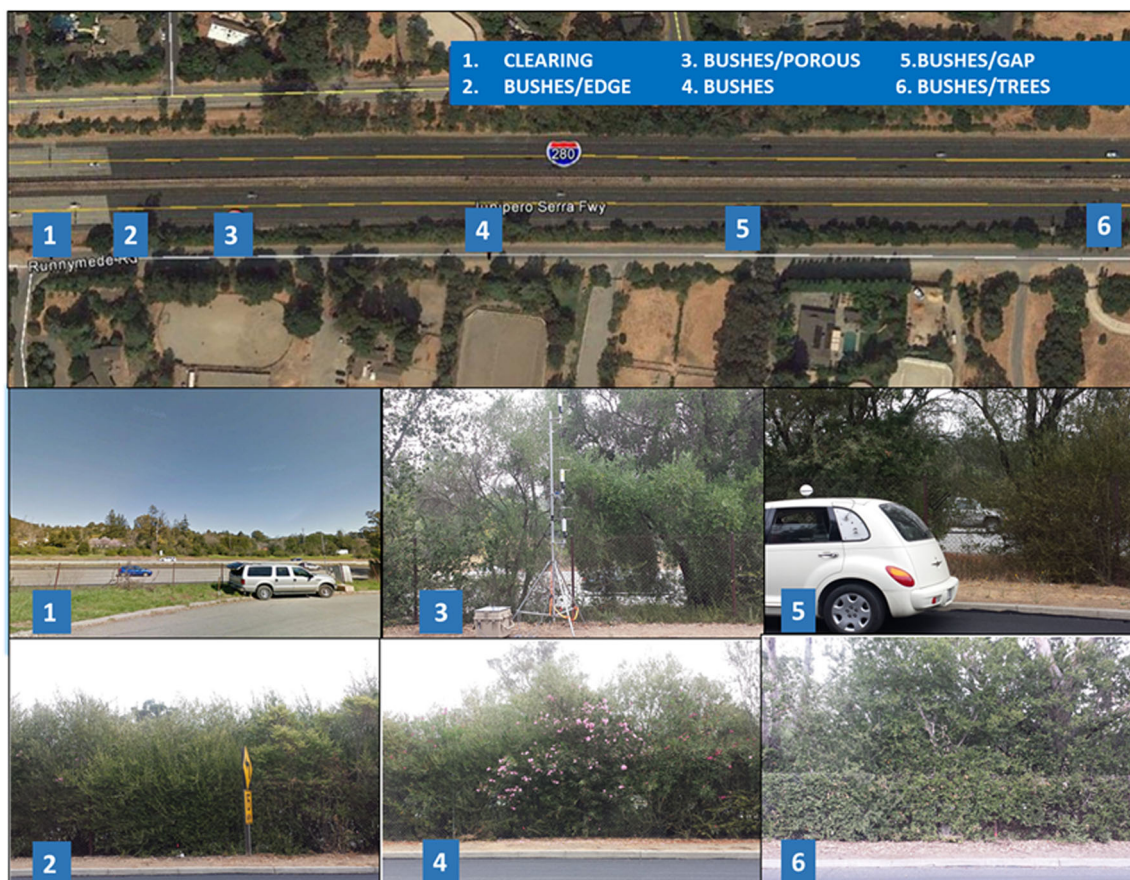 1. CLEARING 3. BUSHES/POROUS 5.BUSHES/GAP
2. BUSHES/EDGE 4. BUSHES 6. BUSHES/TREES
280
Junipero Serra Fwy
1 2 3 4 5 6
Runnymede Rd
1
3
5
2
4
6